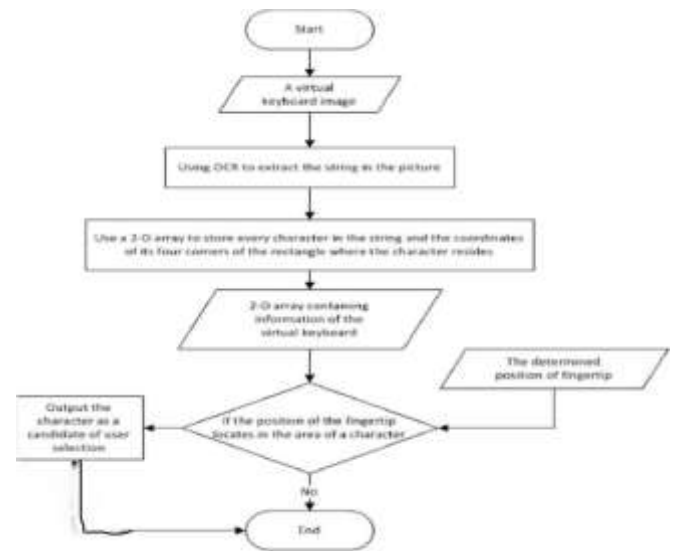 Start
A virtual
keyboard image
Using OCR to extract the string in the picture
Use a 2-D array to store every character in the string and the coordinates
of its four corners of the rectangle where the character resides
2-D array containing
information of the
virtual keyboard
The determined
position of fingertip
If the position of the fingertip
locates in the area of a character
Output the
character as a
candidate of user
selection
No
End